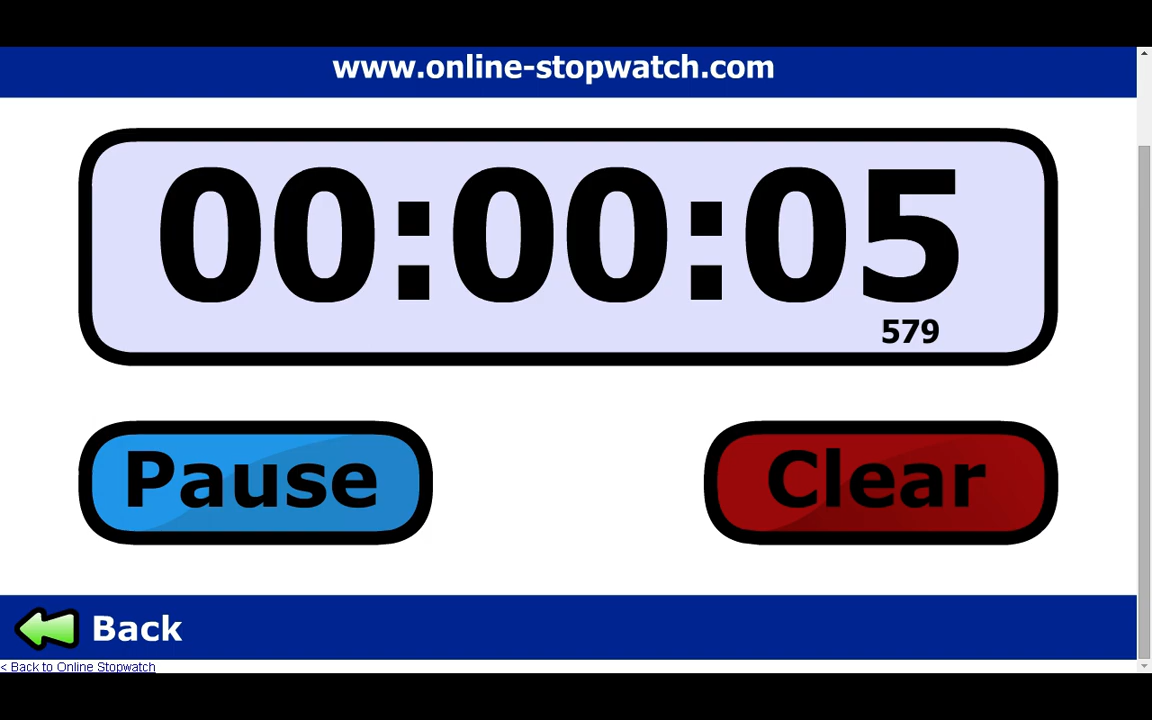 www.online-stopwatch.com
00:00:05
579
Pause Clear
Back
< Back to Online Stopwatch